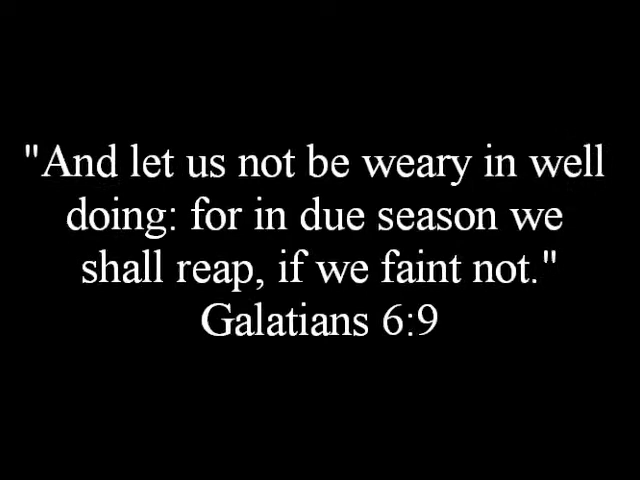 "And let us not be weary in well
doing: for in due season we
shall reap, if we faint not."
Galatians 6:9